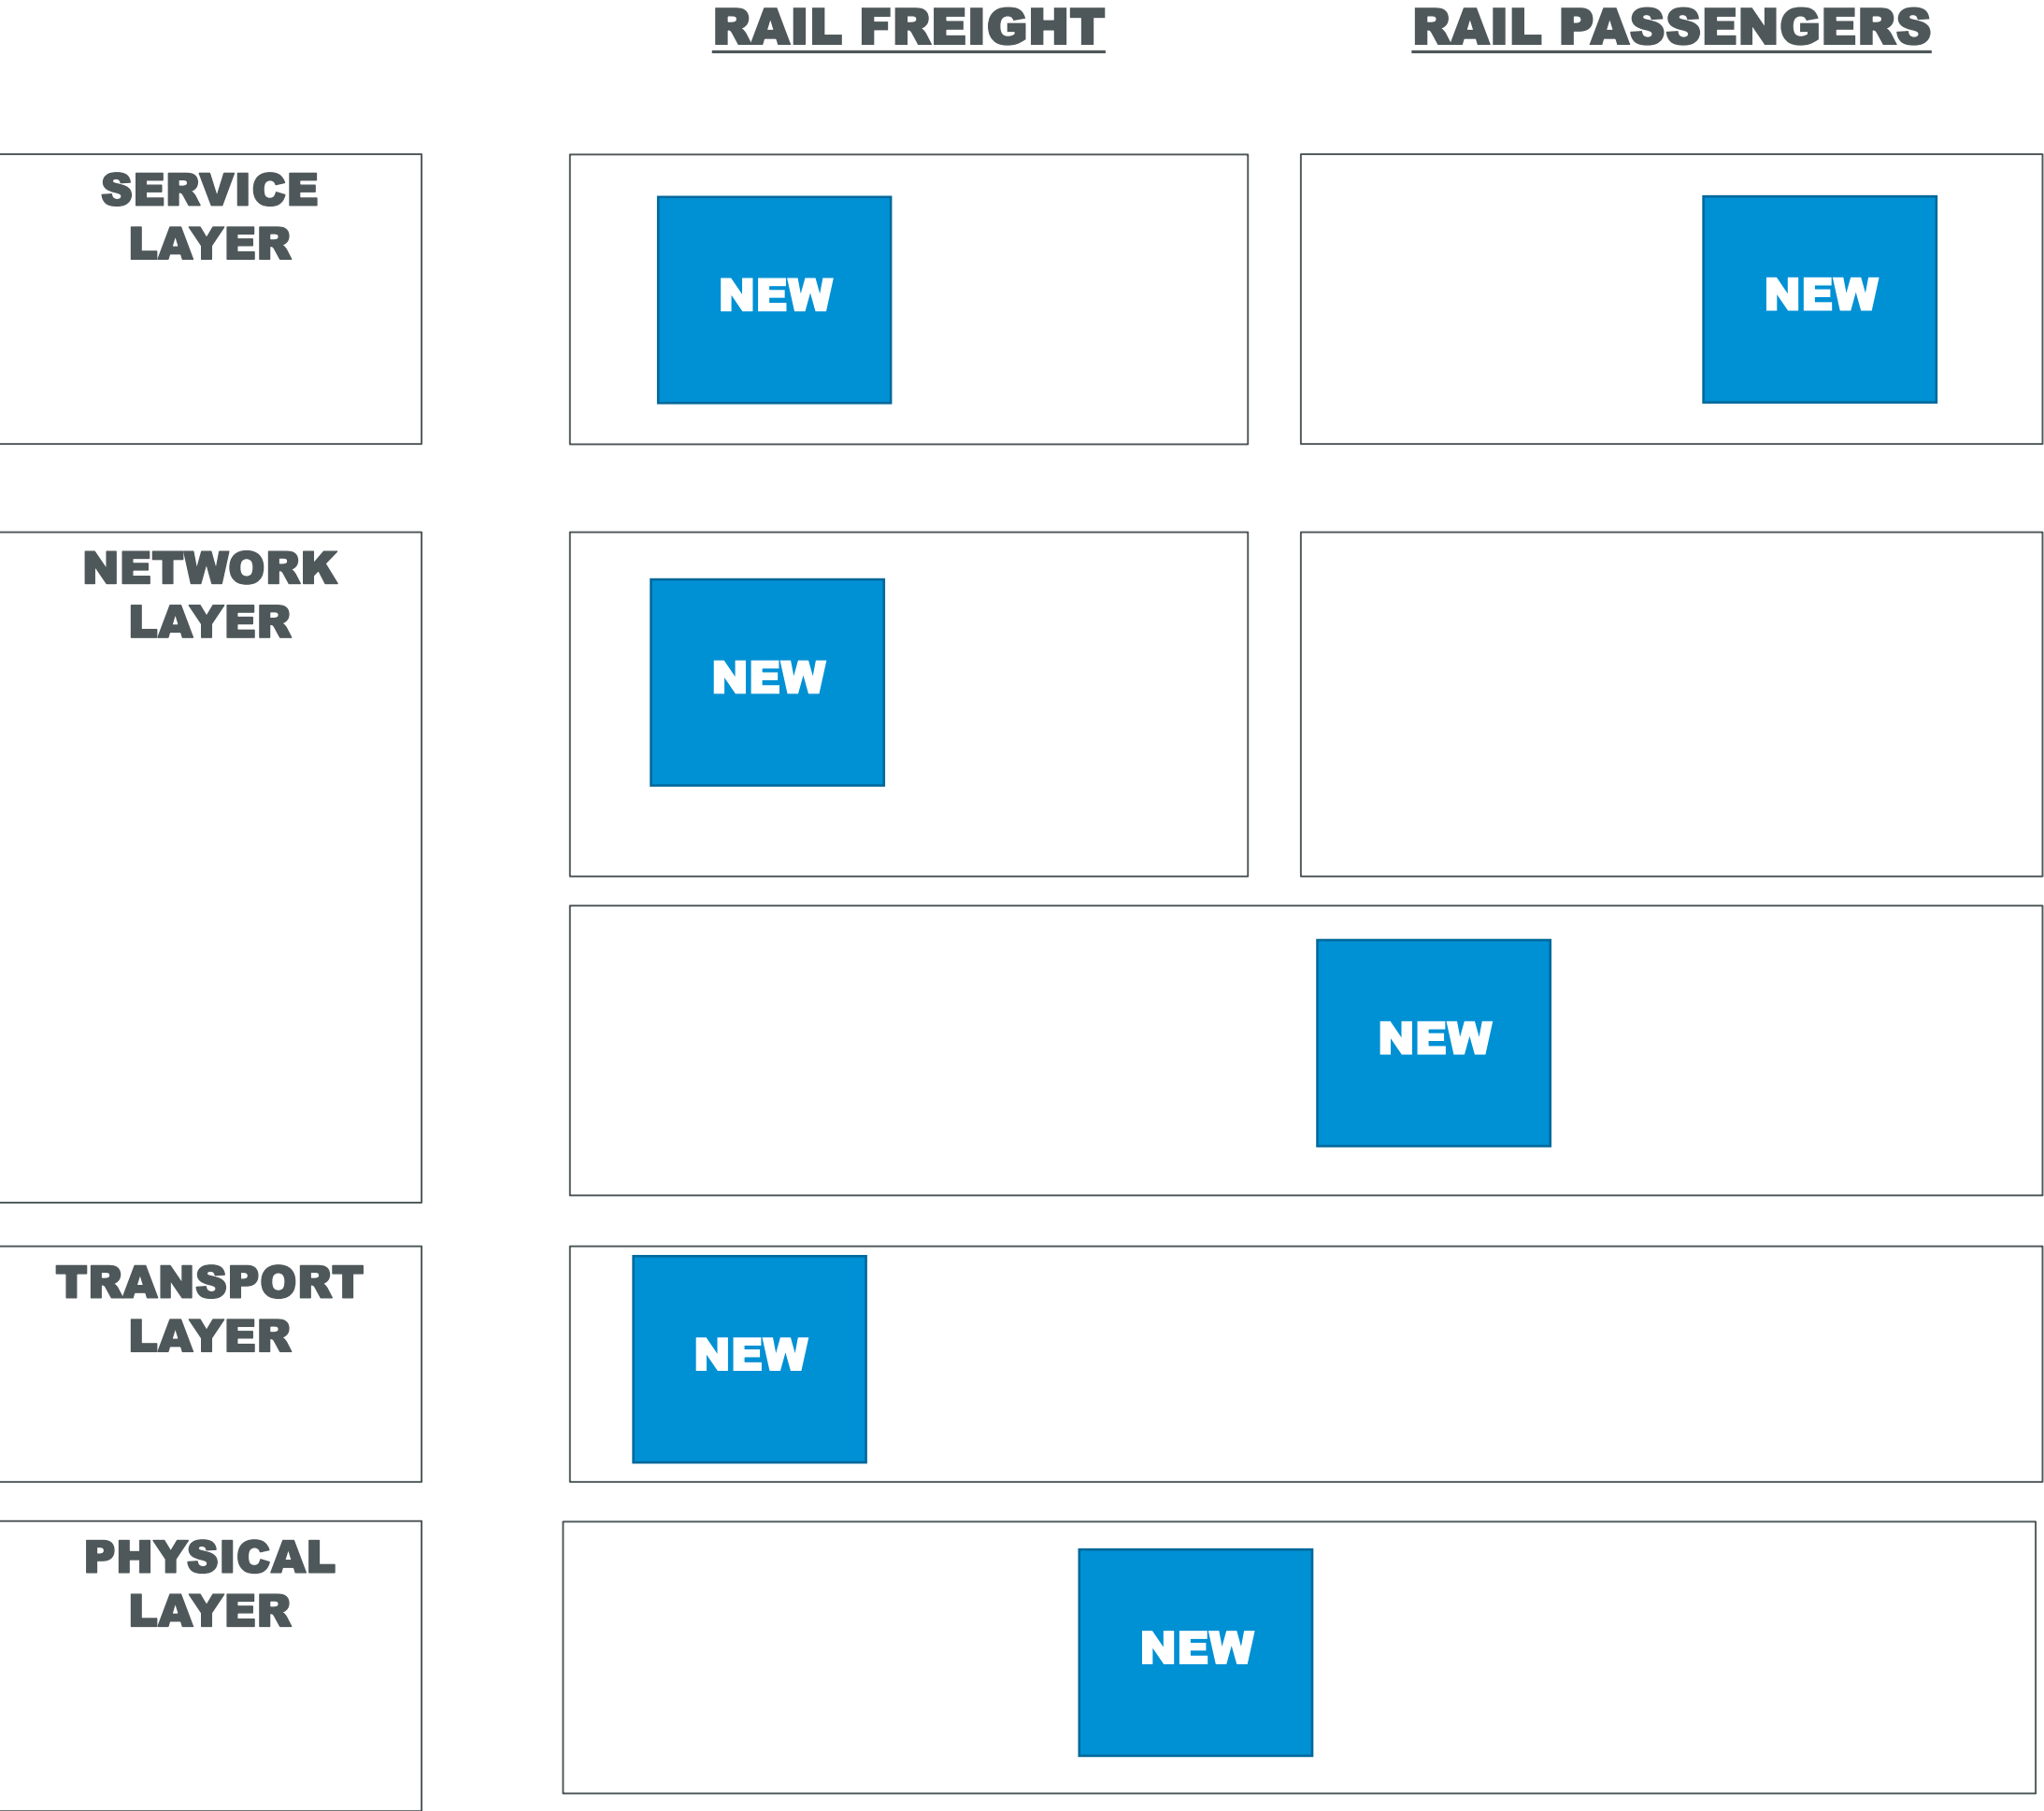 RAIL FREIGHT
RAIL PASSENGERS
SERVICE
LAYER
NEW
NEW
NETWORK
LAYER
NEW
NEW
TRANSPORT
LAYER
NEW
PHYSICAL
LAYER
NEW